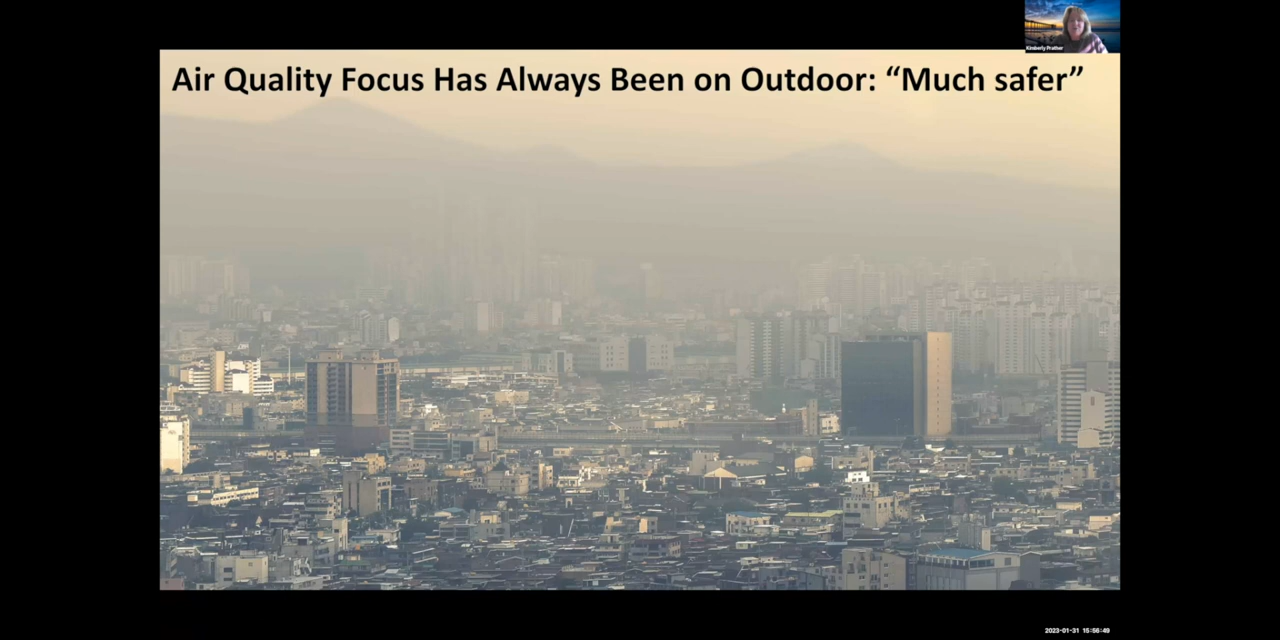 Kimberly Prather
Air Quality Focus Has Always Been on Outdoor: “Much safer”
2023-01-31 15:56:49